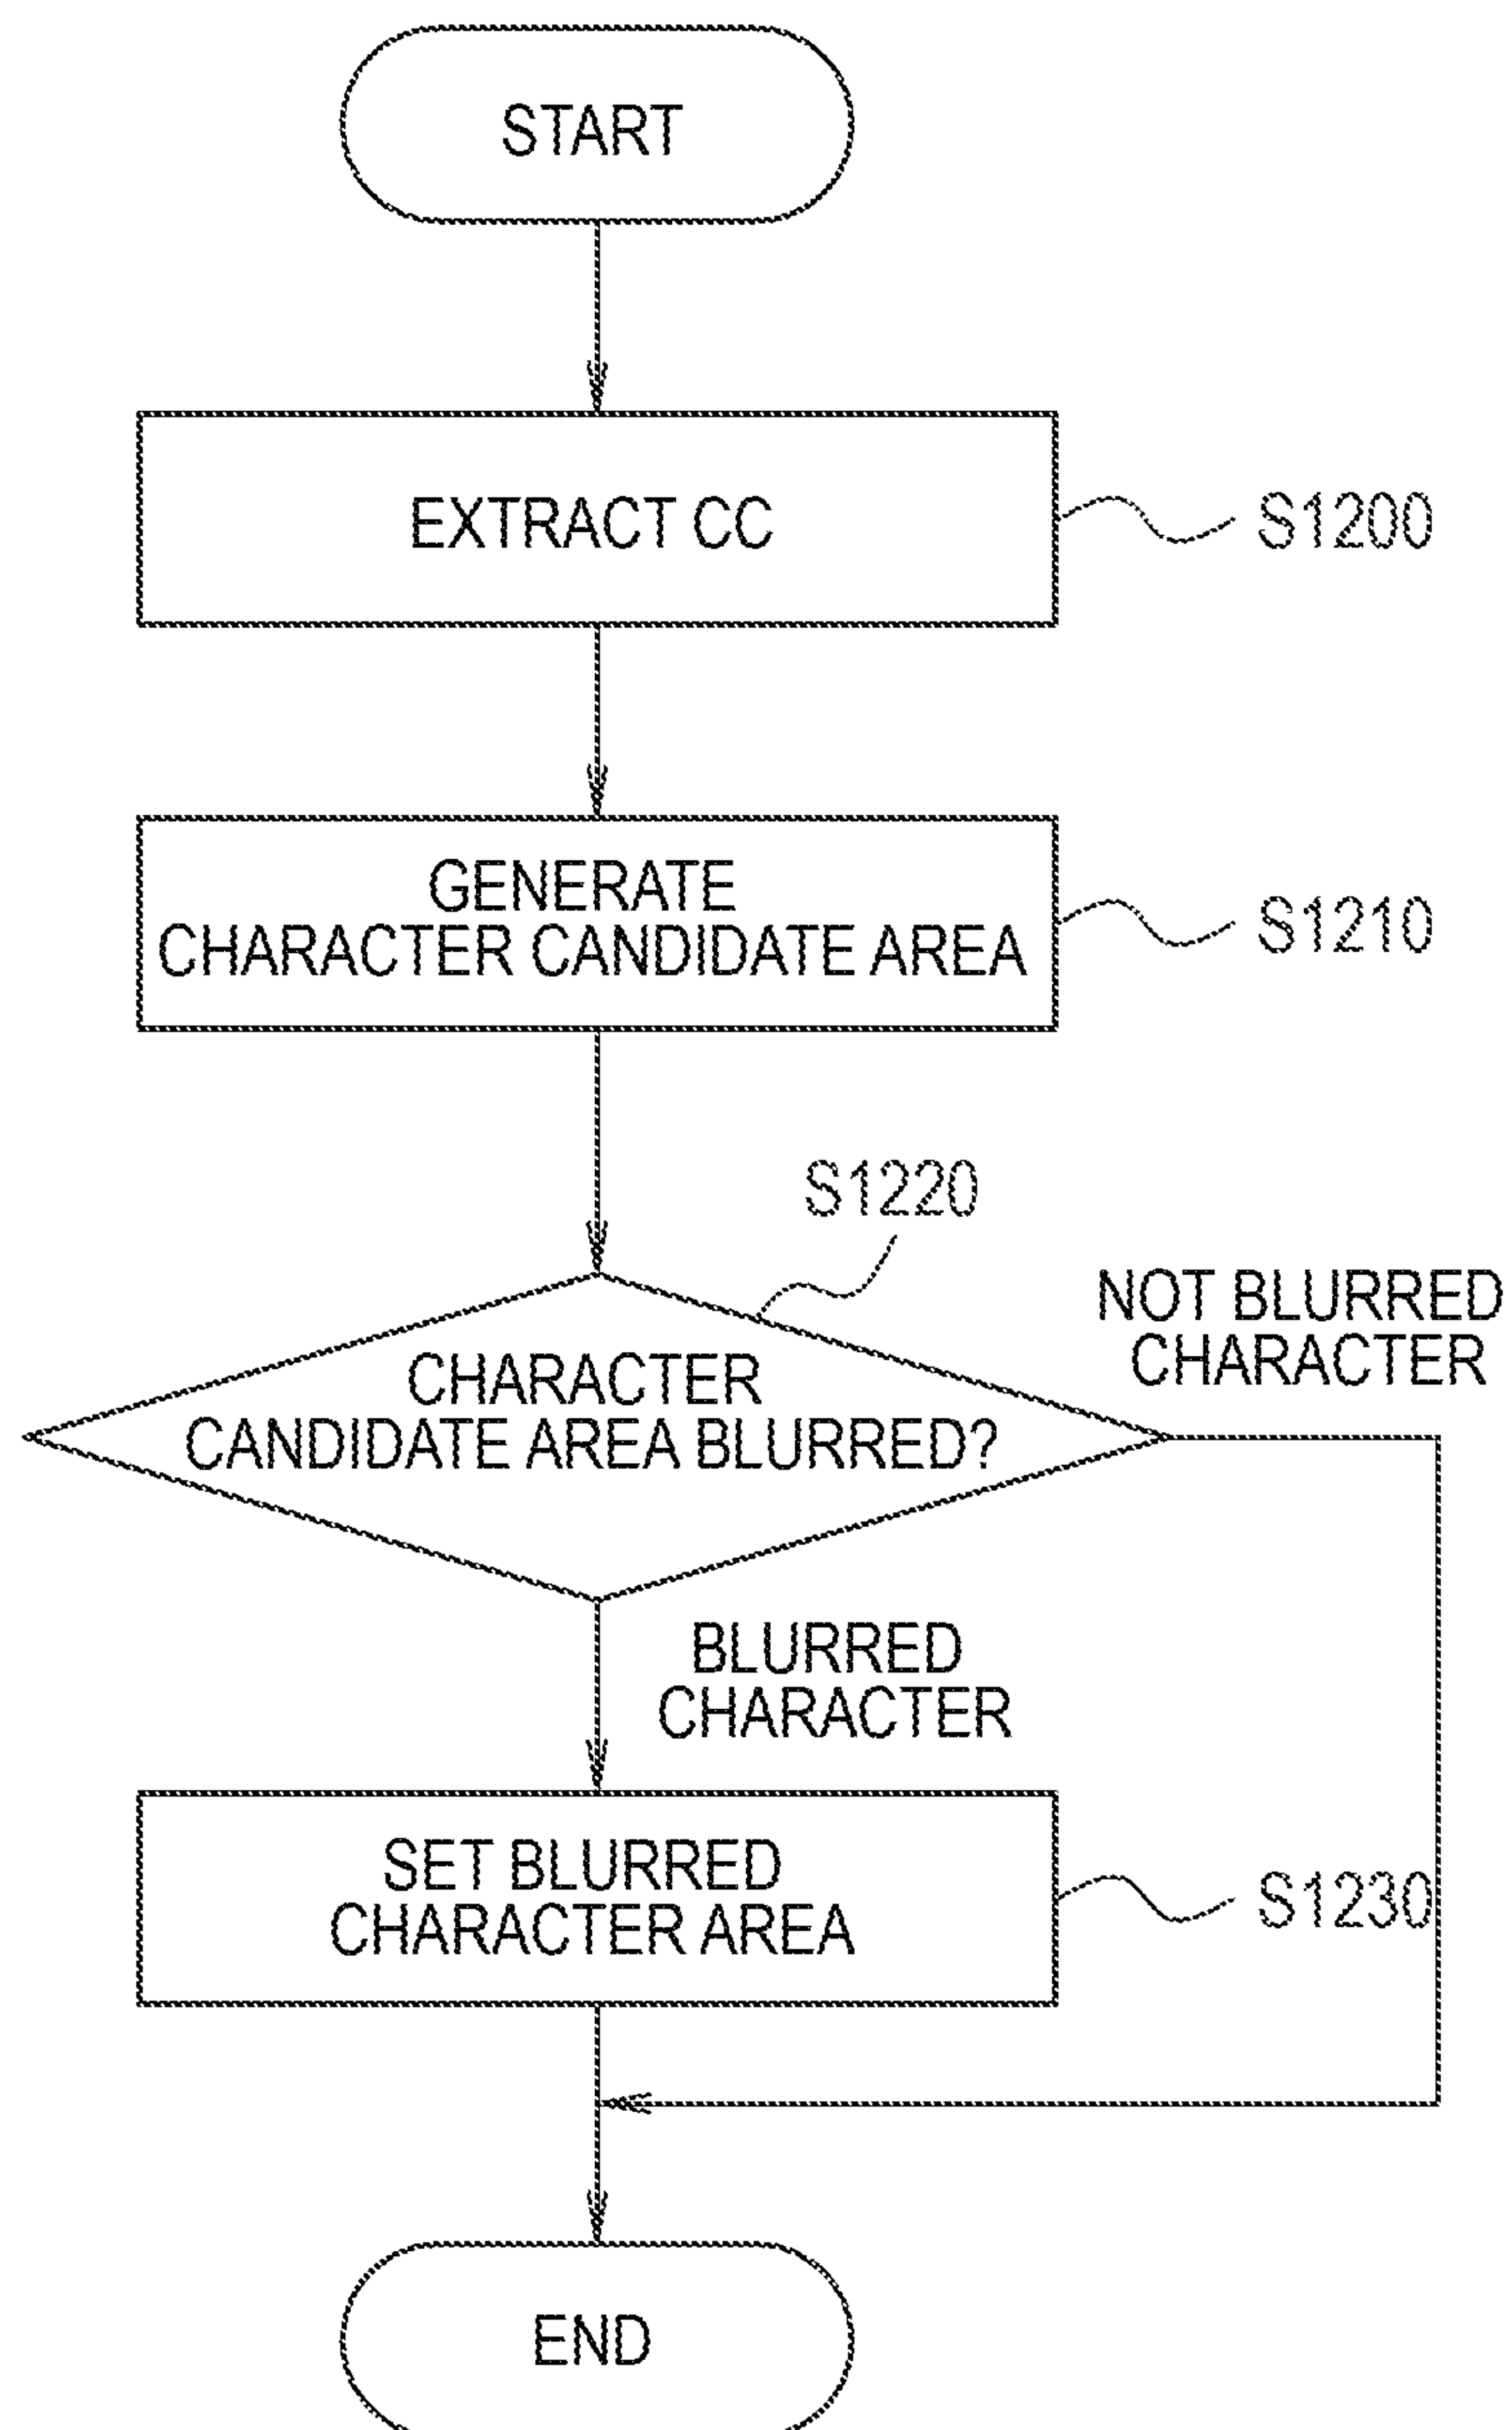 START
EXTRACT CC
S1200
GENERATE
CHARACTER CANDIDATE AREA
S1210
S1220
NOT BLURRED
CHARACTER
CHARACTER
CANDIDATE AREA BLURRED?
BLURRED
CHARACTER
SET BLURRED
CHARACTER AREA
S1230
END